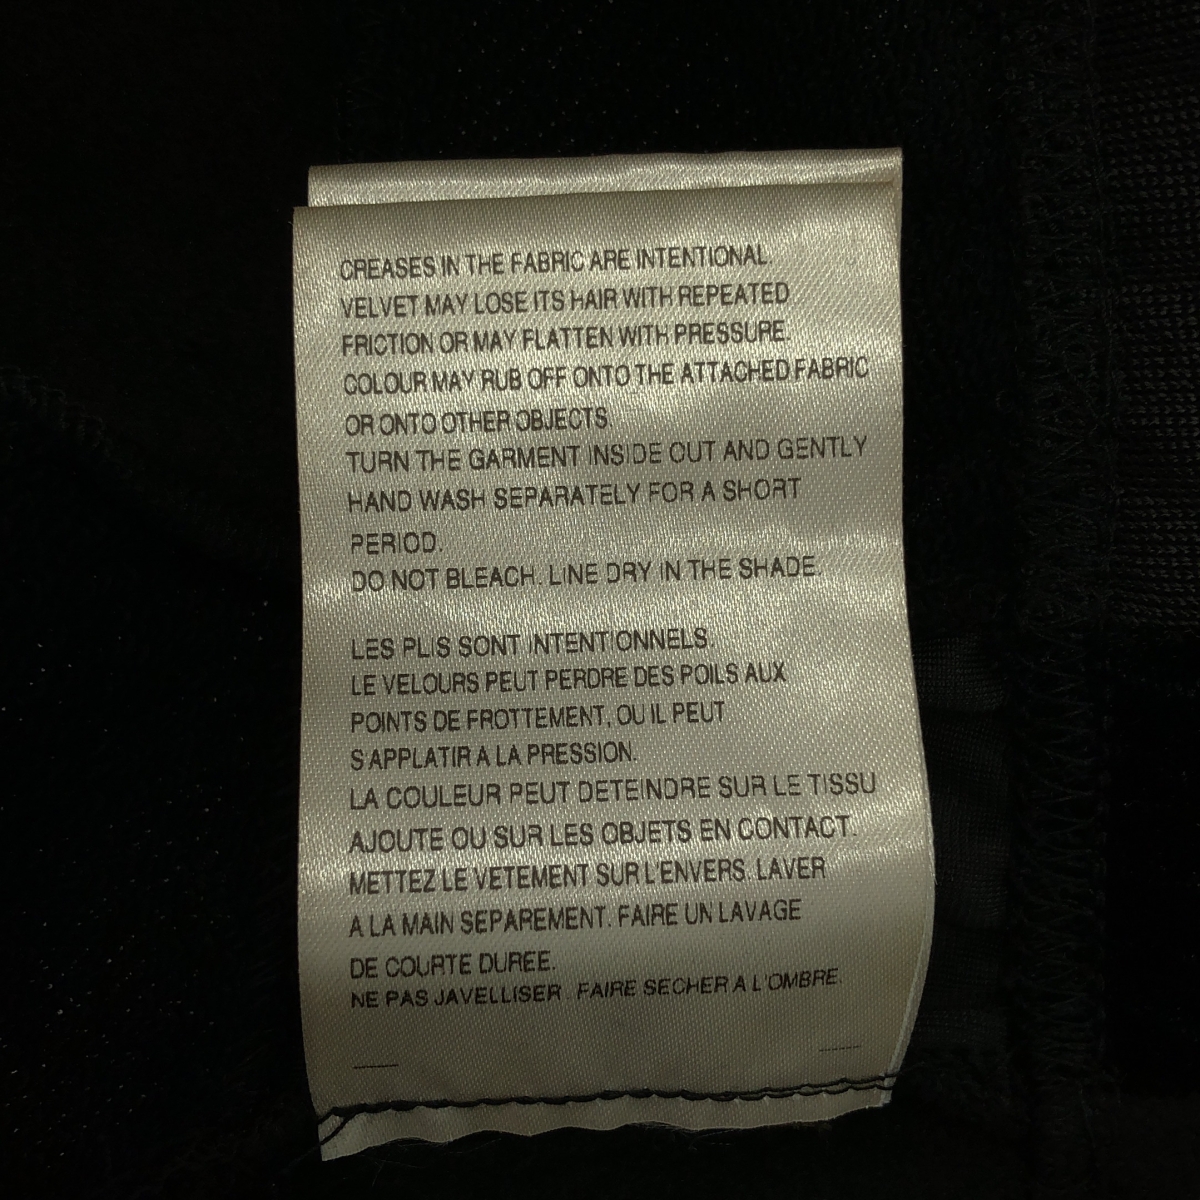 CREASES IN THE FABRIC ARE INTENTIONAL.
VELVET MAY LOSE ITS HAIR WITH REPEATED
FRICTION OR MAY FLATTEN WITH PRESSURE.
COLOUR MAY RUB OFF ONTO THE ATTACHED FABRIC
OR ONTO OTHER OBJECTS
TURN THE GARMENT INSIDE OUT AND GENTLY
HAND WASH SEPARATELY FOR A SHORT
PERIOD.
DO NOT BLEACH. LINE DRY IN THE SHADE.
LES PLIS SONT INTENTIONNELS.
LE VELOURS PEUT PERDRE DES POILS AUX
POINTS DE FROTTEMENT, OU IL PEUT
S'APPLATIR A LA PRESSION.
LA COULEUR PEUT DETEINDRE SUR LE TISSU
AJOUTE OU SUR LES OBJETS EN CONTACT.
METTEZ LE VETEMENT SUR L'ENVERS. LAVER
A LA MAIN SEPAREMENT. FAIRE UN LAVAGE
DE COURTE DUREE.
NE PAS JAVELLISER. FAIRE SECHER A L'OMBRE.